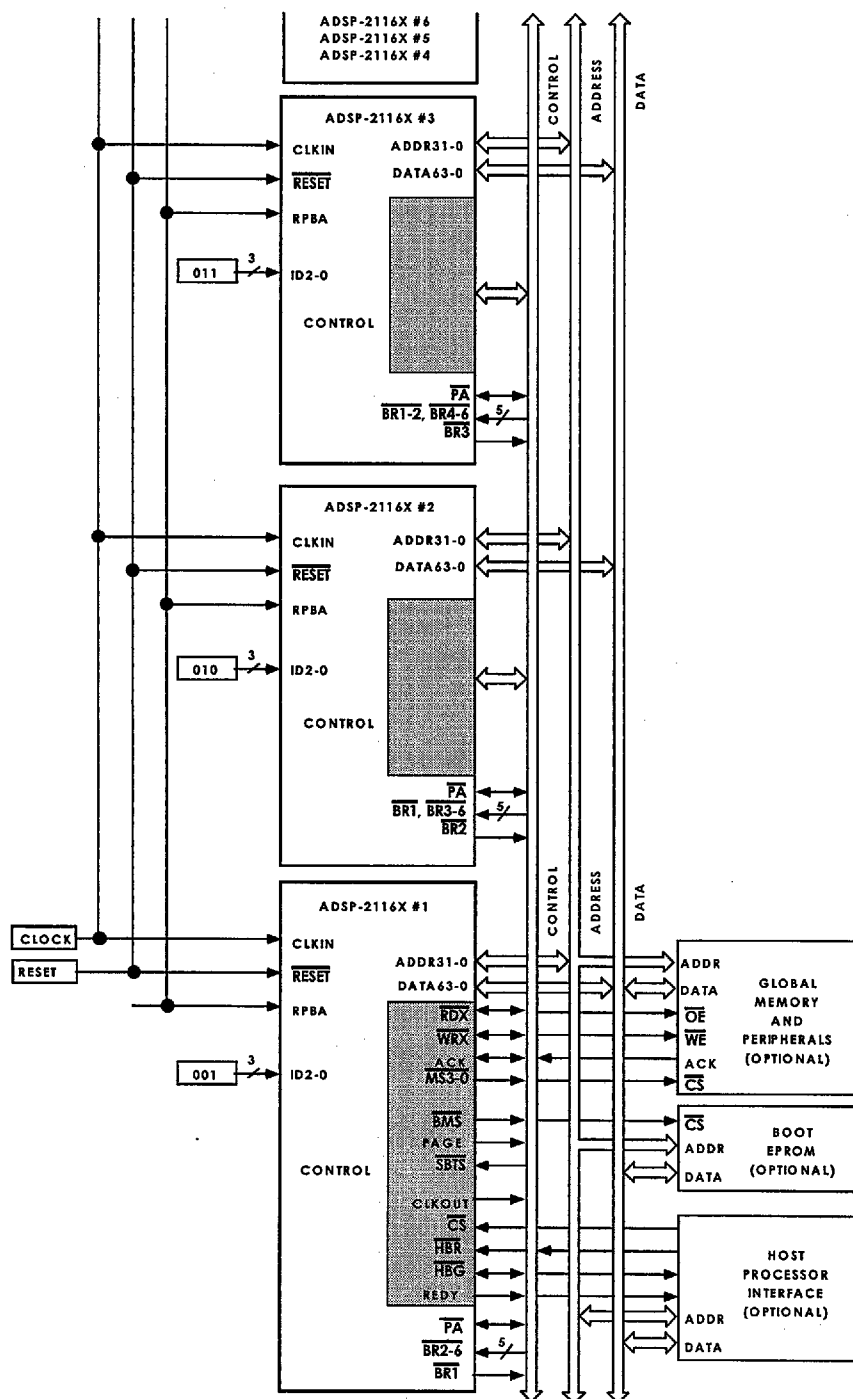 ADSP-2116X #6
ADSP-2116X #5
ADSP-2116X #4
CONTROL
ADDRESS
DATA
ADSP-2116X #3
CLKIN
ADDR31-0
RESET
DATA63-0
RPBA
011
3
ID2-0
CONTROL
PA
BR1-2, BR4-6
5
BR3
ADSP-2116X #2
CLKIN
ADDR31-0
RESET
DATA63-0
RPBA
010
3
ID2-0
CONTROL
PA
BR1, BR3-6
5
BR2
CONTROL
ADDRESS
DATA
ADSP-2116X #1
CLOCK
CLKIN
RESET
RESET
ADDR31-0
DATA63-0
RPBA
RDX
WRX
ACK
MS3-0
001
3
ID2-0
BMS
PAGE
SBTS
CONTROL
CLKOUT
CS
HBR
HBG
REDY
PA
BR2-6
5
BR1
ADDR
DATA
OE
WE
ACK
CS
GLOBAL
MEMORY
AND
PERIPHERALS
(OPTIONAL)
CS
ADDR
DATA
BOOT
EPROM
(OPTIONAL)
HOST
PROCESSOR
INTERFACE
(OPTIONAL)
ADDR
DATA